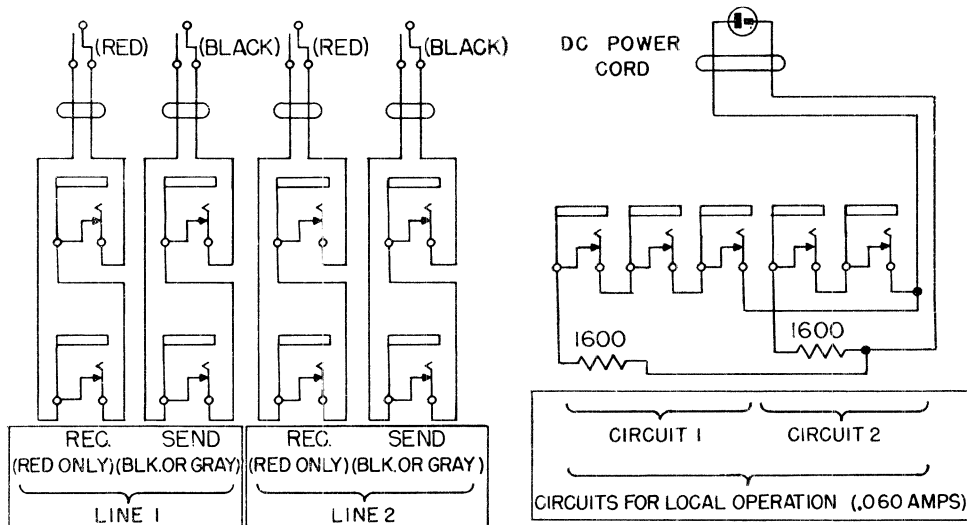 (RED) (BLACK) (RED) (BLACK)
REC. SEND REC. SEND
(RED ONLY) (BLK. OR GRAY) (RED ONLY) (BLK. OR GRAY)
LINE 1 LINE 2
DC POWER
CORD
1600 1600
CIRCUIT 1 CIRCUIT 2
CIRCUITS FOR LOCAL OPERATION (.060 AMPS)